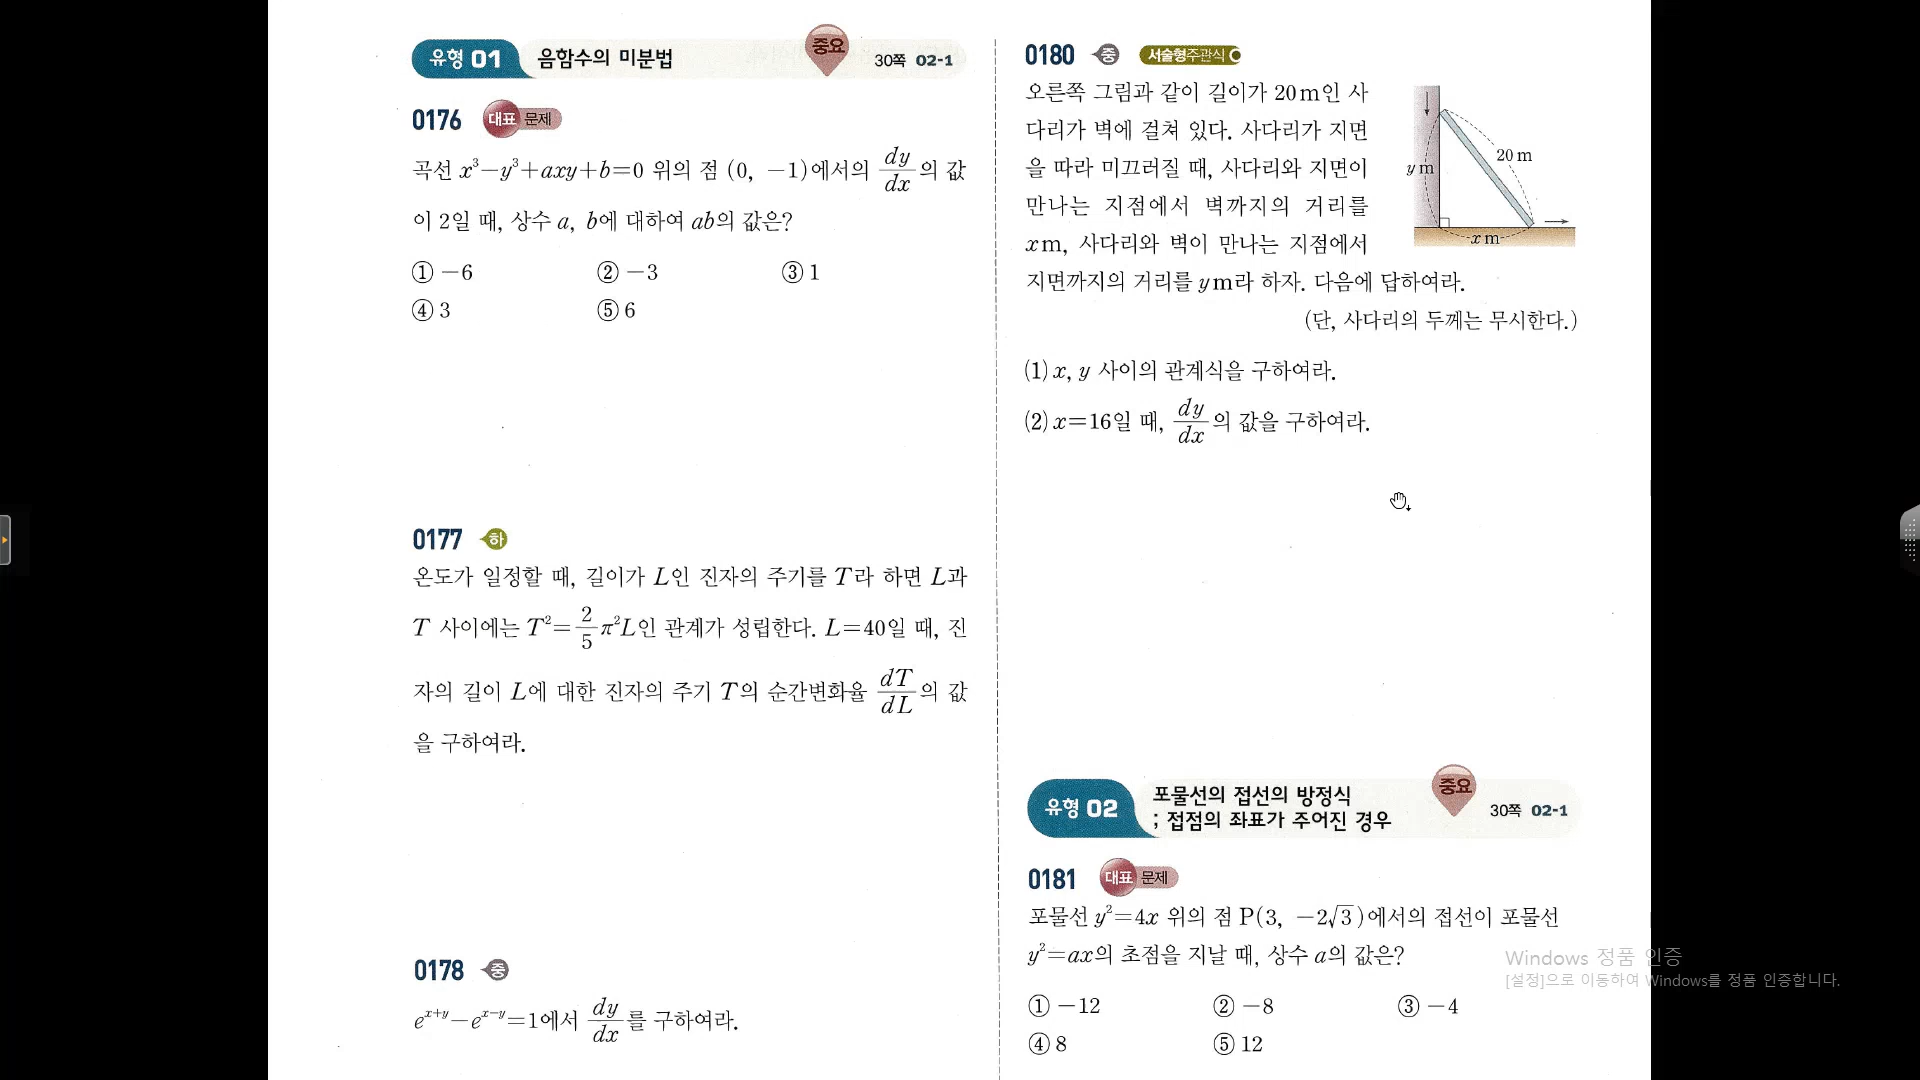 유형 01 음함수의 미분법 중요 30쪽 02-1
0176 대표 문제
곡선 x³−y³+axy+b=0 위의 점 (0, −1)에서의 dy/dx의 값
이 2일 때, 상수 a, b에 대하여 ab의 값은?
① −6 ② −3 ③ 1
④ 3 ⑤ 6
0177 하
온도가 일정할 때, 길이가 L인 진자의 주기를 T라 하면 L과
T 사이에는 T²=2/5π²L인 관계가 성립한다. L=40일 때, 진
자의 길이 L에 대한 진자의 주기 T의 순간변화율 dT/dL의 값
을 구하여라.
0178 중
eˣ⁺ʸ−eˣ⁻ʸ=1에서 dy/dx를 구하여라.
0180 중 서술형주관식
오른쪽 그림과 같이 길이가 20m인 사
다리가 벽에 걸쳐 있다. 사다리가 지면
을 따라 미끄러질 때, 사다리와 지면이
만나는 지점에서 벽까지의 거리를
x m, 사다리와 벽이 만나는 지점에서
지면까지의 거리를 y m라 하자. 다음에 답하여라.
(단, 사다리의 두께는 무시한다.)
20 m
y m
x m
(1) x, y 사이의 관계식을 구하여라.
(2) x=16일 때, dy/dx의 값을 구하여라.
유형 02 포물선의 접선의 방정식 중요 30쪽 02-1
; 접점의 좌표가 주어진 경우
0181 대표 문제
포물선 y²=4x 위의 점 P(3, −2√3)에서의 접선이 포물선
y²=ax의 초점을 지날 때, 상수 a의 값은?
① −12 ② −8 ③ −4
④ 8 ⑤ 12
Windows 정품 인증
[설정]으로 이동하여 Windows를 정품 인증합니다.